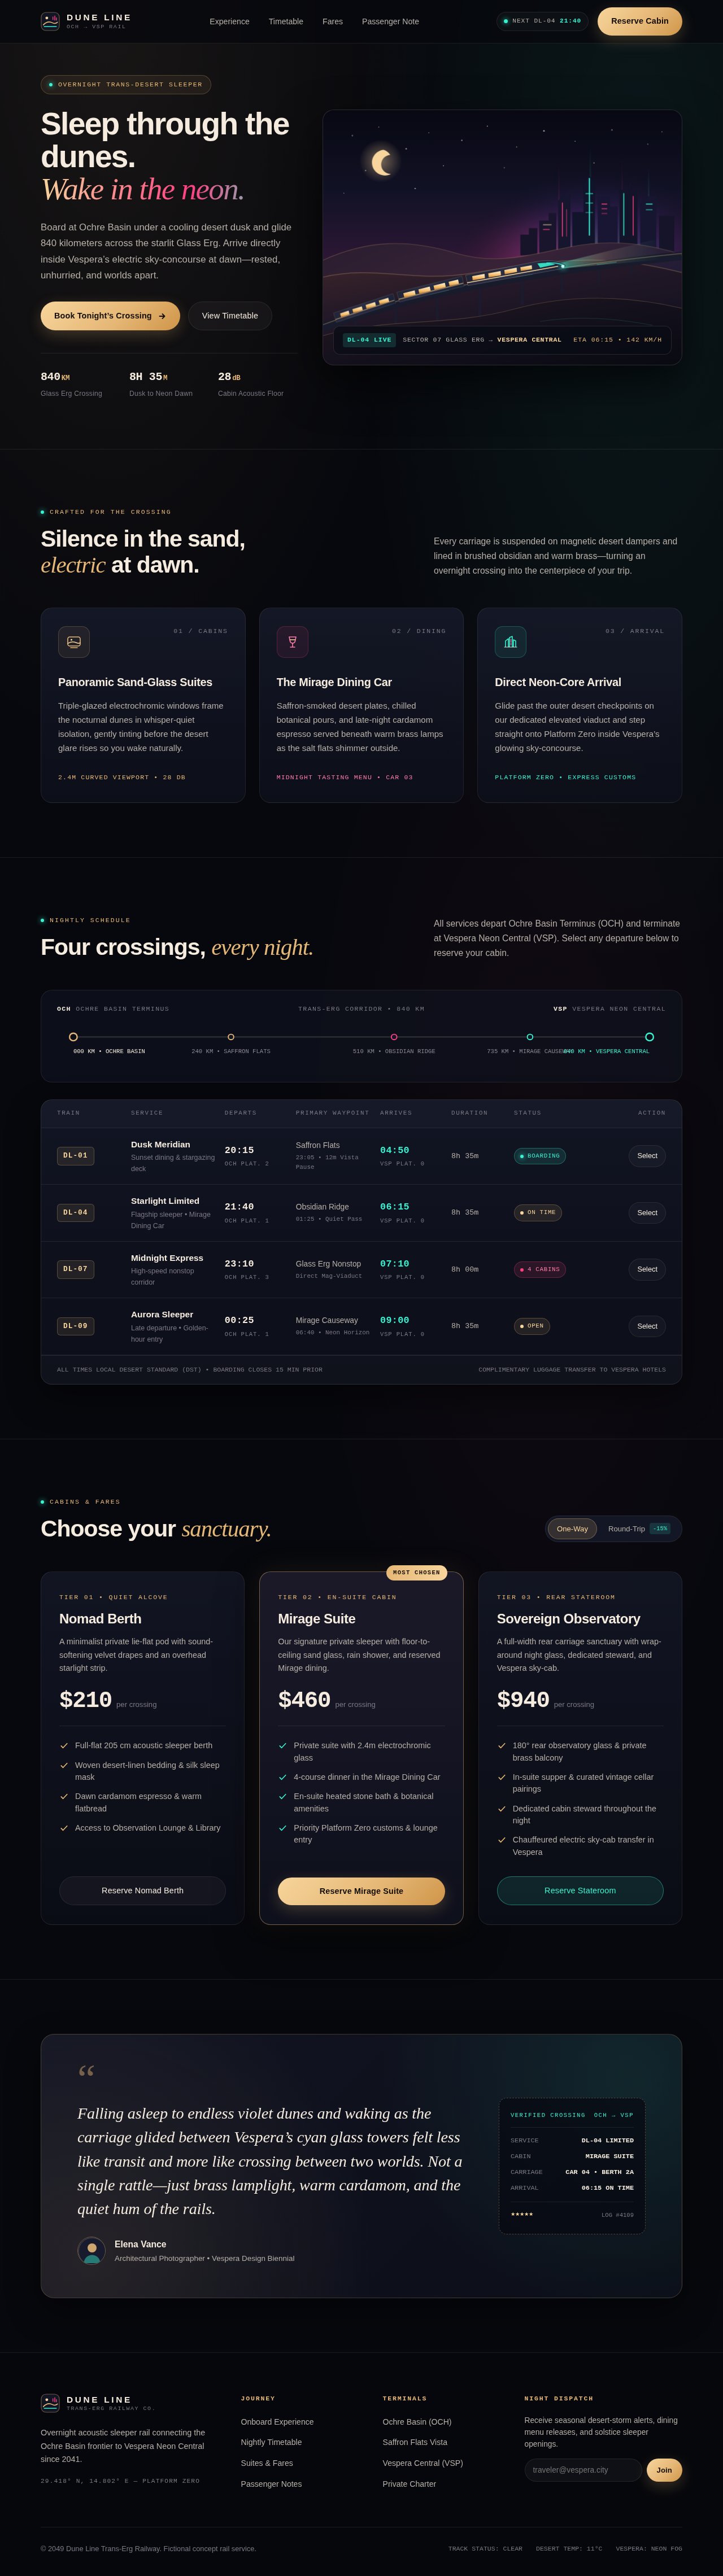 DUNE LINE
OCH → VSP RAIL
Experience
Timetable
Fares
Passenger Note
NEXT DL-04 21:40
Reserve Cabin
OVERNIGHT TRANS-DESERT SLEEPER
Sleep through the
dunes.
Wake in the neon.
Board at Ochre Basin under a cooling desert dusk and glide
840 kilometers across the starlit Glass Erg. Arrive directly
inside Vespera’s electric sky-concourse at dawn—rested,
unhurried, and worlds apart.
Book Tonight’s Crossing →
View Timetable
840KM
Glass Erg Crossing
8H 35M
Dusk to Neon Dawn
28dB
Cabin Acoustic Floor
DL-04 LIVE
SECTOR 07 GLASS ERG → VESPERA CENTRAL
ETA 06:15 • 142 KM/H
CRAFTED FOR THE CROSSING
Silence in the sand,
electric at dawn.
Every carriage is suspended on magnetic desert dampers and
lined in brushed obsidian and warm brass—turning an
overnight crossing into the centerpiece of your trip.
01 / CABINS
Panoramic Sand-Glass Suites
Triple-glazed electrochromic windows frame
the nocturnal dunes in whisper-quiet
isolation, gently tinting before the desert
glare rises so you wake naturally.
2.4M CURVED VIEWPORT • 28 DB
02 / DINING
The Mirage Dining Car
Saffron-smoked desert plates, chilled
botanical pours, and late-night cardamom
espresso served beneath warm brass lamps
as the salt flats shimmer outside.
MIDNIGHT TASTING MENU • CAR 03
03 / ARRIVAL
Direct Neon-Core Arrival
Glide past the outer desert checkpoints on
our dedicated elevated viaduct and step
straight onto Platform Zero inside Vespera’s
glowing sky-concourse.
PLATFORM ZERO • EXPRESS CUSTOMS
NIGHTLY SCHEDULE
Four crossings, every night.
All services depart Ochre Basin Terminus (OCH) and terminate
at Vespera Neon Central (VSP). Select any departure below to
reserve your cabin.
OCH OCHRE BASIN TERMINUS
TRANS-ERG CORRIDOR • 840 KM
VSP VESPERA NEON CENTRAL
000 KM • OCHRE BASIN
240 KM • SAFFRON FLATS
510 KM • OBSIDIAN RIDGE
735 KM • MIRAGE CAUSEWAY
840 KM • VESPERA CENTRAL
TRAIN
SERVICE
DEPARTS
PRIMARY WAYPOINT
ARRIVES
DURATION
STATUS
ACTION
DL-01
Dusk Meridian
Sunset dining & stargazing
deck
20:15
OCH PLAT. 2
Saffron Flats
23:05 • 12m Vista
Pause
04:50
VSP PLAT. 0
8h 35m
BOARDING
Select
DL-04
Starlight Limited
Flagship sleeper • Mirage
Dining Car
21:40
OCH PLAT. 1
Obsidian Ridge
01:25 • Quiet Pass
06:15
VSP PLAT. 0
8h 35m
ON TIME
Select
DL-07
Midnight Express
High-speed nonstop
corridor
23:10
OCH PLAT. 3
Glass Erg Nonstop
Direct Mag-Viaduct
07:10
VSP PLAT. 0
8h 00m
4 CABINS
Select
DL-09
Aurora Sleeper
Late departure • Golden-
hour entry
00:25
OCH PLAT. 1
Mirage Causeway
06:40 • Neon Horizon
09:00
VSP PLAT. 0
8h 35m
OPEN
Select
ALL TIMES LOCAL DESERT STANDARD (DST) • BOARDING CLOSES 15 MIN PRIOR
COMPLIMENTARY LUGGAGE TRANSFER TO VESPERA HOTELS
CABINS & FARES
Choose your sanctuary.
One-Way
Round-Trip -15%
TIER 01 • QUIET ALCOVE
Nomad Berth
A minimalist private lie-flat pod with sound-
softening velvet drapes and an overhead
starlight strip.
$210 per crossing
Full-flat 205 cm acoustic sleeper berth
Woven desert-linen bedding & silk sleep
mask
Dawn cardamom espresso & warm
flatbread
Access to Observation Lounge & Library
Reserve Nomad Berth
MOST CHOSEN
TIER 02 • EN-SUITE CABIN
Mirage Suite
Our signature private sleeper with floor-to-
ceiling sand glass, rain shower, and reserved
Mirage dining.
$460 per crossing
Private suite with 2.4m electrochromic
glass
4-course dinner in the Mirage Dining Car
En-suite heated stone bath & botanical
amenities
Priority Platform Zero customs & lounge
entry
Reserve Mirage Suite
TIER 03 • REAR STATEROOM
Sovereign Observatory
A full-width rear carriage sanctuary with wrap-
around night glass, dedicated steward, and
Vespera sky-cab.
$940 per crossing
180° rear observatory glass & private
brass balcony
In-suite supper & curated vintage cellar
pairings
Dedicated cabin steward throughout the
night
Chauffeured electric sky-cab transfer in
Vespera
Reserve Stateroom
“
Falling asleep to endless violet dunes and waking as the
carriage glided between Vespera’s cyan glass towers felt less
like transit and more like crossing between two worlds. Not a
single rattle—just brass lamplight, warm cardamom, and the
quiet hum of the rails.
Elena Vance
Architectural Photographer • Vespera Design Biennial
VERIFIED CROSSING
OCH → VSP
SERVICE
DL-04 LIMITED
CABIN
MIRAGE SUITE
CARRIAGE
CAR 04 • BERTH 2A
ARRIVAL
06:15 ON TIME
★★★★★
LOG #4189
DUNE LINE
TRANS-ERG RAILWAY CO.
Overnight acoustic sleeper rail connecting the
Ochre Basin frontier to Vespera Neon Central
since 2041.
29.418° N, 14.802° E — PLATFORM ZERO
JOURNEY
Onboard Experience
Nightly Timetable
Suites & Fares
Passenger Notes
TERMINALS
Ochre Basin (OCH)
Saffron Flats Vista
Vespera Central (VSP)
Private Charter
NIGHT DISPATCH
Receive seasonal desert-storm alerts, dining
menu releases, and solstice sleeper
openings.
traveler@vespera.city
Join
© 2049 Dune Line Trans-Erg Railway. Fictional concept rail service.
TRACK STATUS: CLEAR
DESERT TEMP: 11°C
VESPERA: NEON FOG